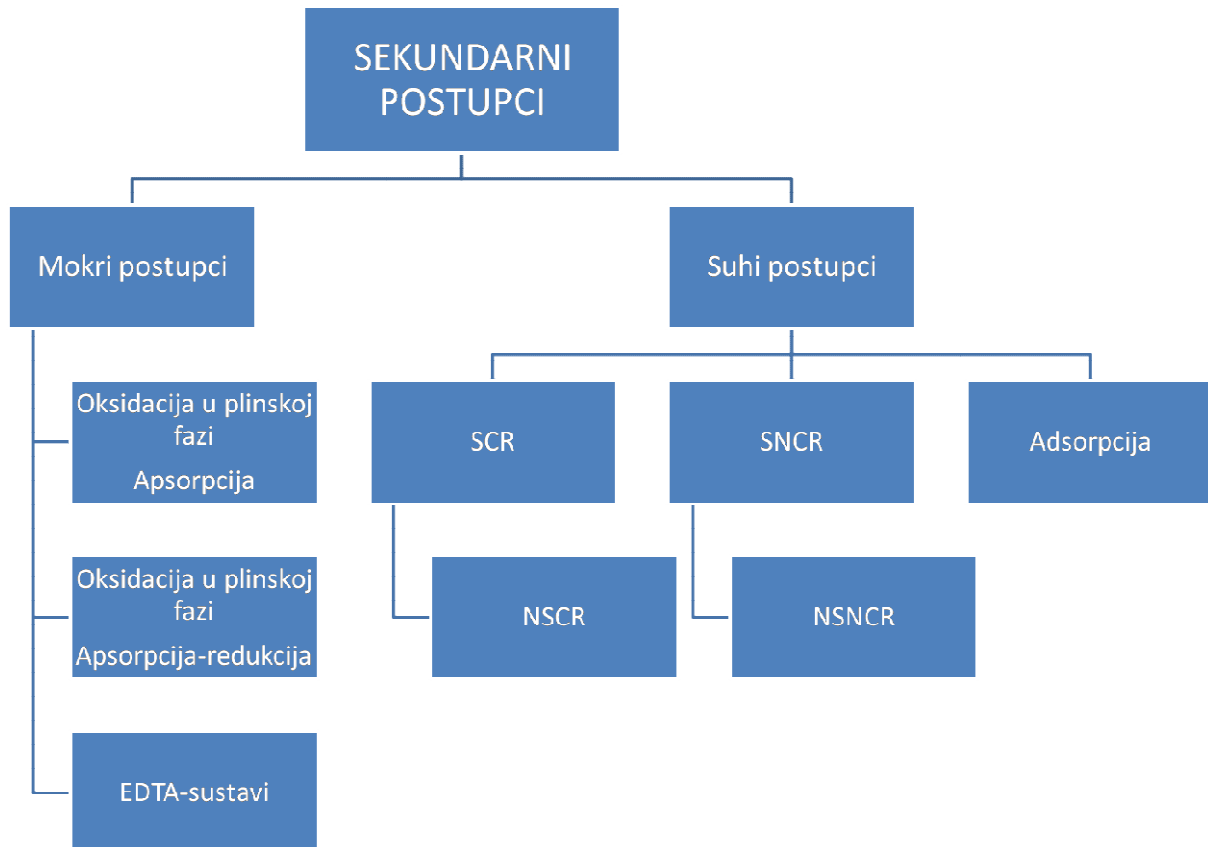 SEKUNDARNI
POSTUPCI
Mokri postupci
Suhi postupci
Oksidacija u plinskoj
fazi
Apsorpcija
SCR
SNCR
Adsorpcija
Oksidacija u plinskoj
fazi
Apsorpcija-redukcija
NSCR
NSNCR
EDTA-sustavi